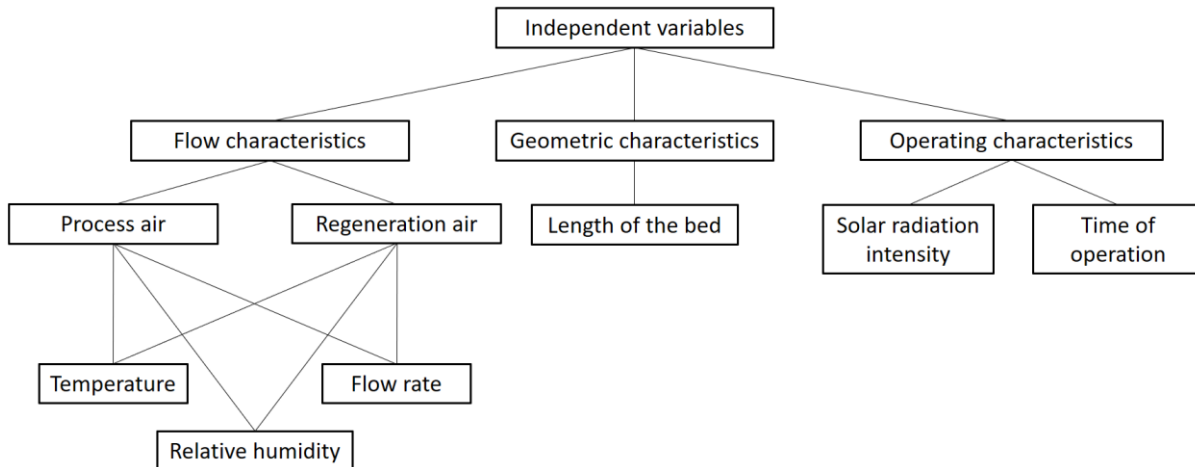 Independent variables
Flow characteristics
Geometric characteristics
Operating characteristics
Process air
Regeneration air
Length of the bed
Solar radiation
intensity
Time of
operation
Temperature
Flow rate
Relative humidity